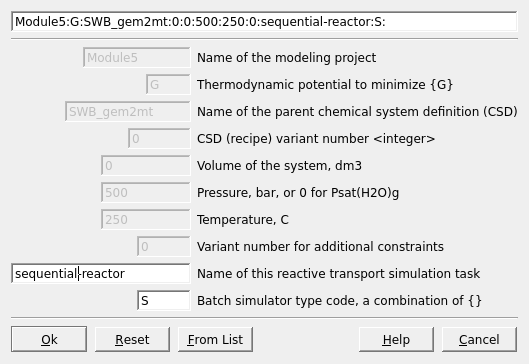 Module5:G:SWB_gem2mt:0:0:500:250:0:sequential-reactor:S:
Module5 Name of the modeling project
G Thermodynamic potential to minimize {G}
SWB_gem2mt Name of the parent chemical system definition (CSD)
0 CSD (recipe) variant number <integer>
0 Volume of the system, dm3
500 Pressure, bar, or 0 for Psat(H2O)g
250 Temperature, C
0 Variant number for additional constraints
sequential-reactor Name of this reactive transport simulation task
S Batch simulator type code, a combination of {}
Ok Reset From List Help Cancel